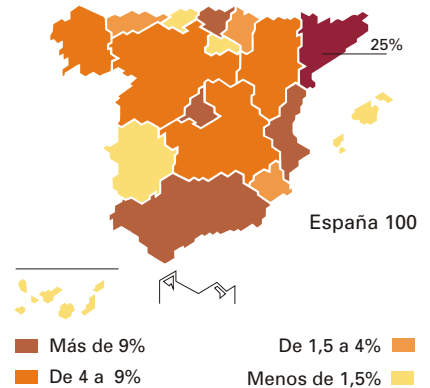 25%
España 100
Más de 9%
De 1,5 a 4%
De 4 a 9%
Menos de 1,5%